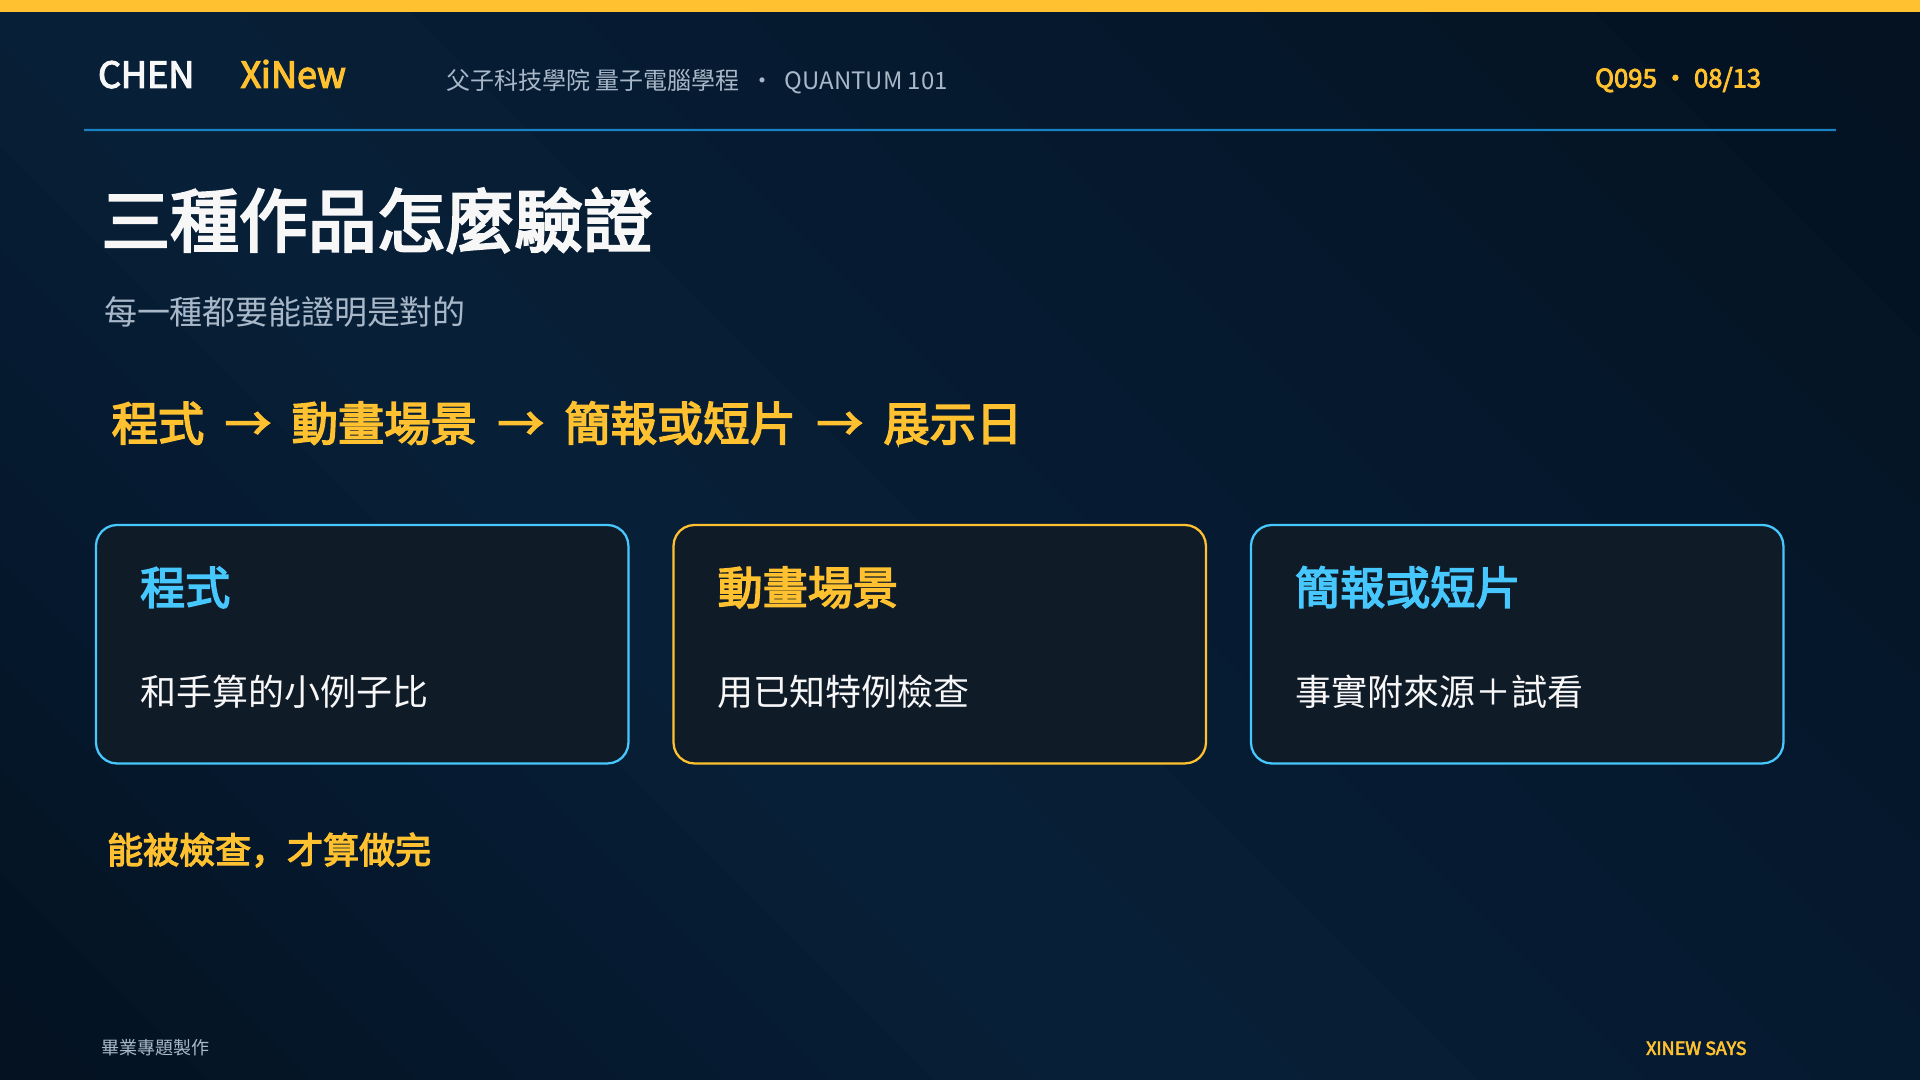 CHEN XiNew 父子科技學院 量子電腦學程 · QUANTUM 101 Q095 · 08/13
三種作品怎麼驗證
每一種都要能證明是對的
程式 → 動畫場景 → 簡報或短片 → 展示日
程式
和手算的小例子比
動畫場景
用已知特例檢查
簡報或短片
事實附來源＋試看
能被檢查，才算做完
畢業專題製作
XINEW SAYS